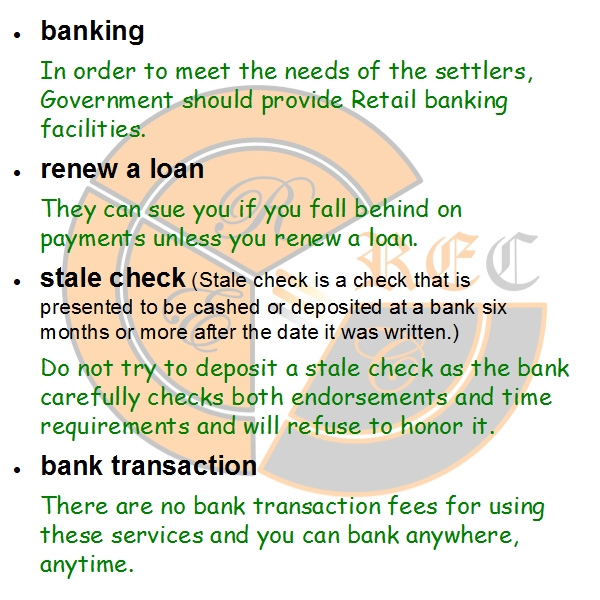 • banking
In order to meet the needs of the settlers,
Government should provide Retail banking
facilities.
• renew a loan
They can sue you if you fall behind on
payments unless you renew a loan.
• stale check (Stale check is a check that is
presented to be cashed or deposited at a bank six
months or more after the date it was written.)
Do not try to deposit a stale check as the bank
carefully checks both endorsements and time
requirements and will refuse to honor it.
• bank transaction
There are no bank transaction fees for using
these services and you can bank anywhere,
anytime.
R
E
C
= REC